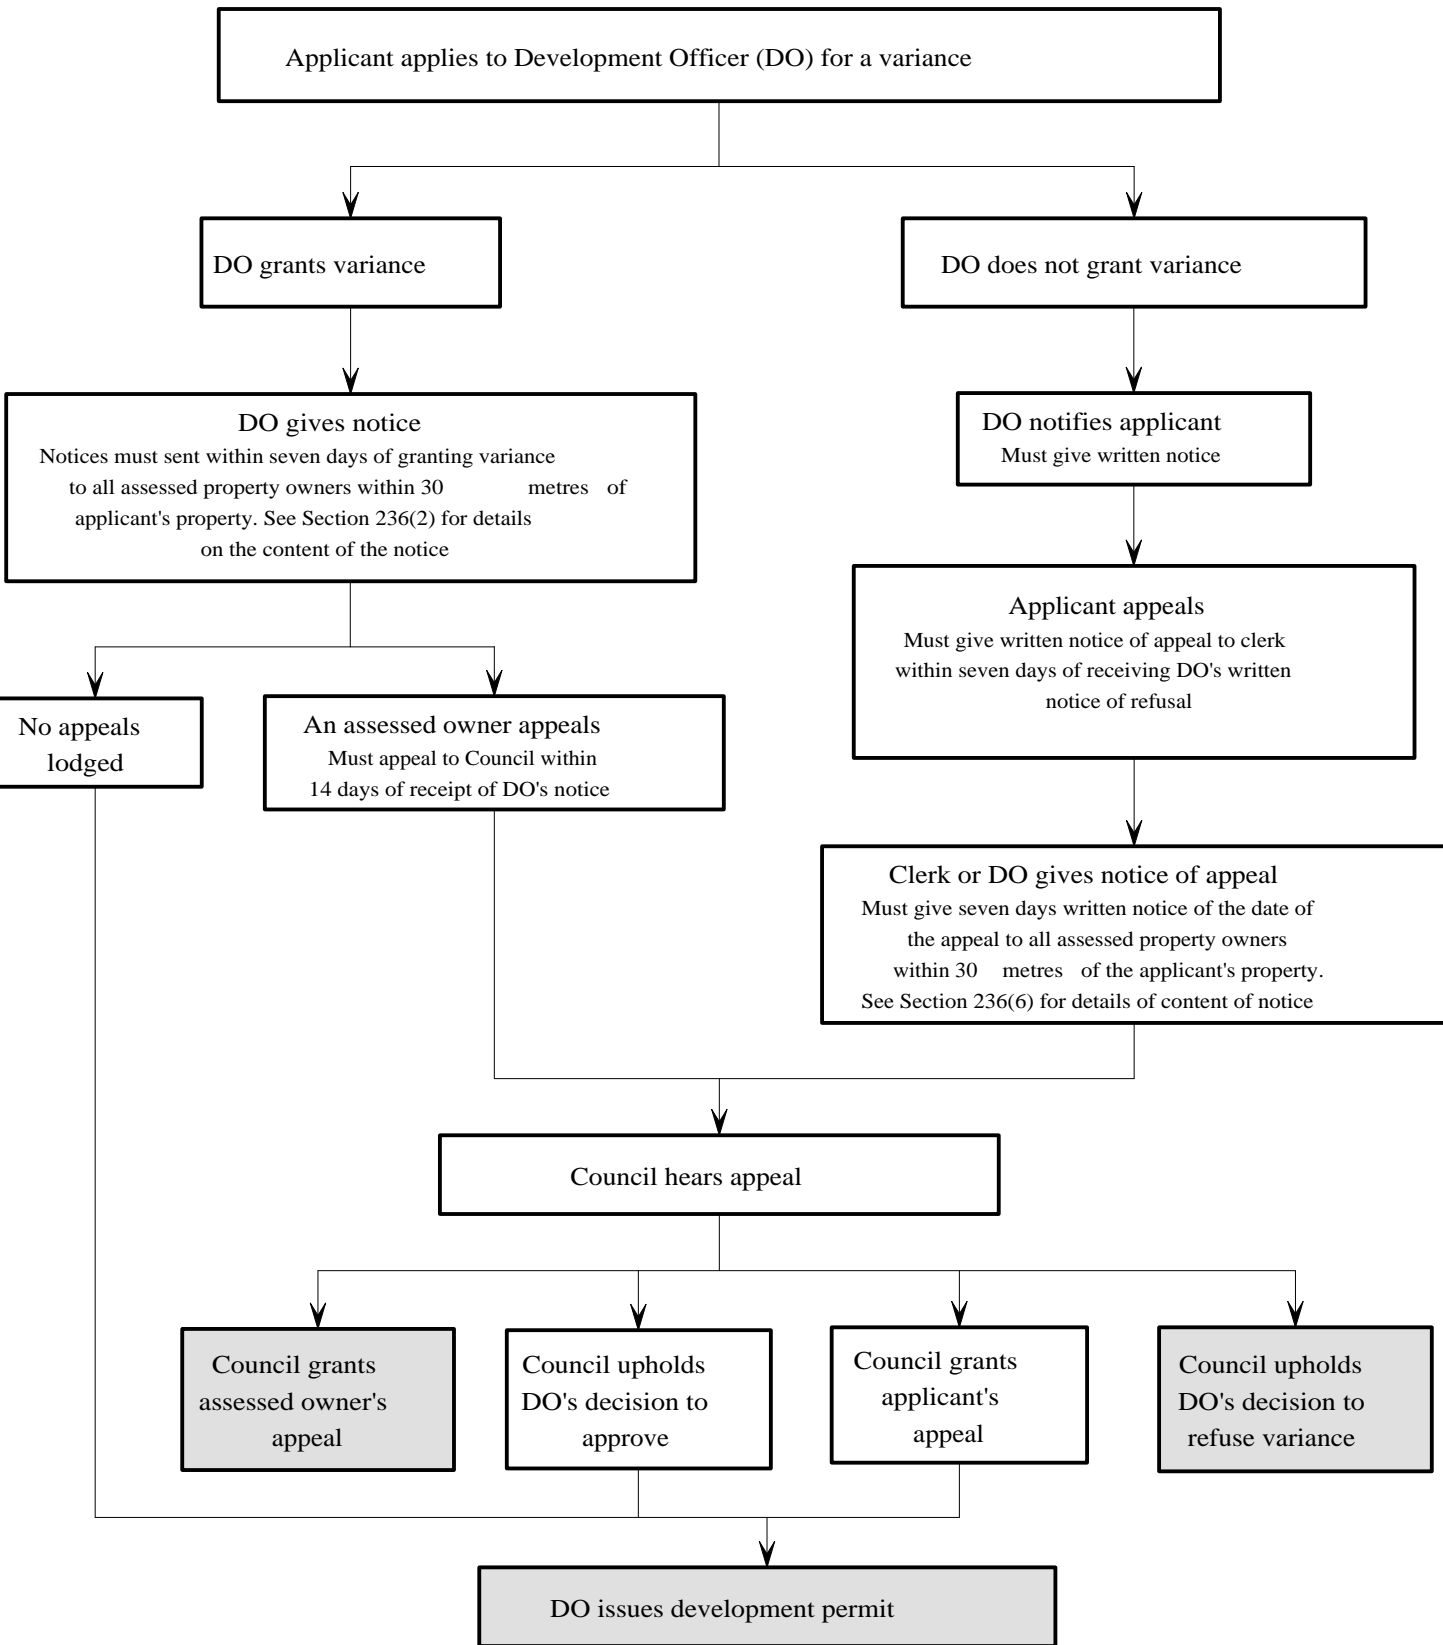 Applicant applies to Development Officer (DO) for a variance
DO grants variance
DO does not grant variance
DO gives notice
Notices must sent within seven days of granting variance
to all assessed property owners within 30 metres of
applicant's property. See Section 236(2) for details
on the content of the notice
DO notifies applicant
Must give written notice
Applicant appeals
Must give written notice of appeal to clerk
within seven days of receiving DO's written
notice of refusal
No appeals
lodged
An assessed owner appeals
Must appeal to Council within
14 days of receipt of DO's notice
Clerk or DO gives notice of appeal
Must give seven days written notice of the date of
the appeal to all assessed property owners
within 30 metres of the applicant's property.
See Section 236(6) for details of content of notice
Council hears appeal
Council grants
assessed owner's
appeal
Council upholds
DO's decision to
approve
Council grants
applicant's
appeal
Council upholds
DO's decision to
refuse variance
DO issues development permit